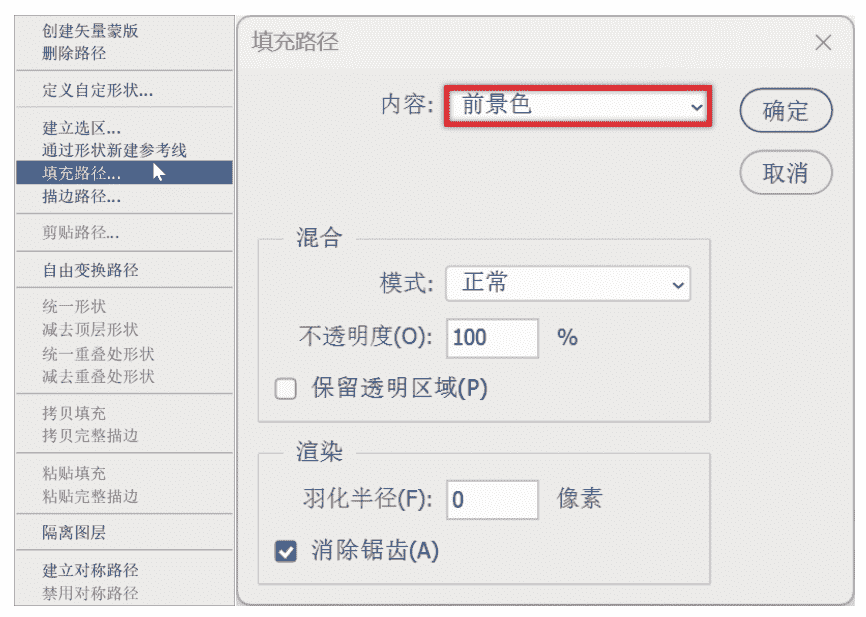 创建矢量蒙版
删除路径
定义自定形状...
建立选区...
通过形状新建参考线
填充路径...
描边路径...
剪贴路径...
自由变换路径
统一形状
减去顶层形状
统一重叠处形状
减去重叠处形状
拷贝填充
拷贝完整描边
粘贴填充
粘贴完整描边
隔离图层
建立对称路径
禁用对称路径
填充路径
内容: 前景色
确定
取消
混合
模式: 正常
不透明度(O): 100 %
保留透明区域(P)
渲染
羽化半径(F): 0 像素
消除锯齿(A)